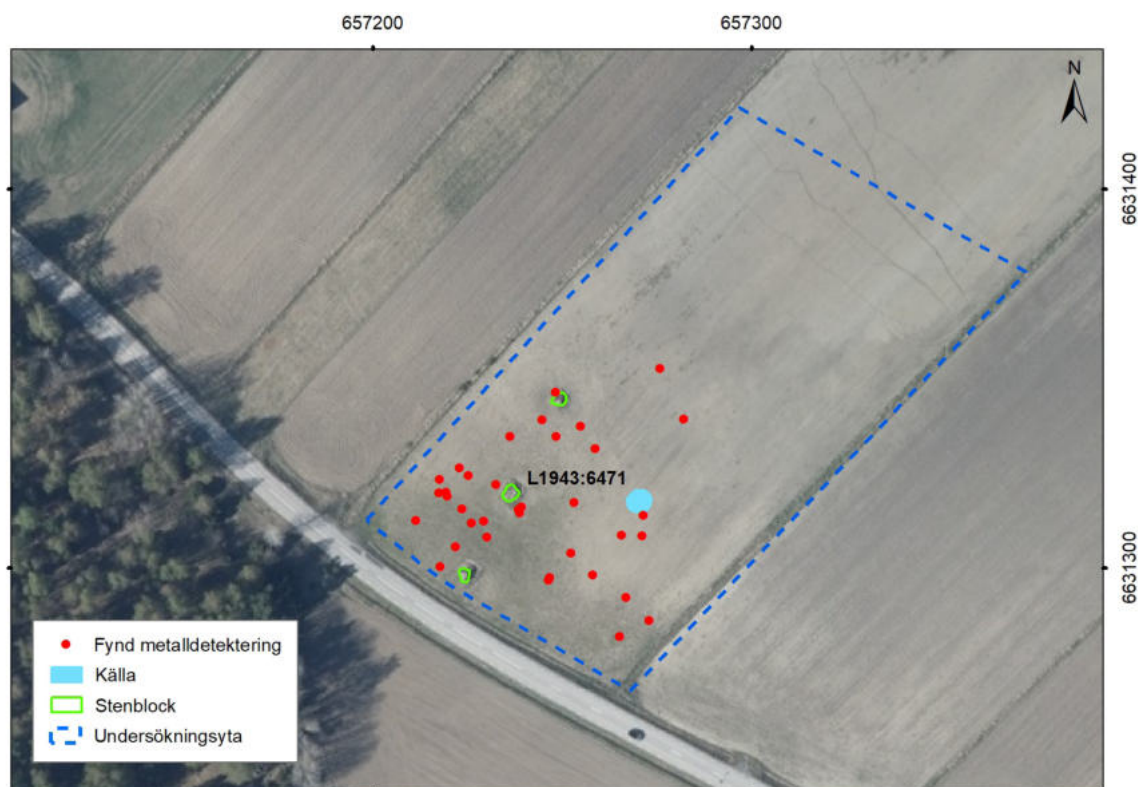 657200
657300
N
6631400
L1943:6471
6631300
Fynd metalldetektering
Källa
Stenblock
Undersökningsyta